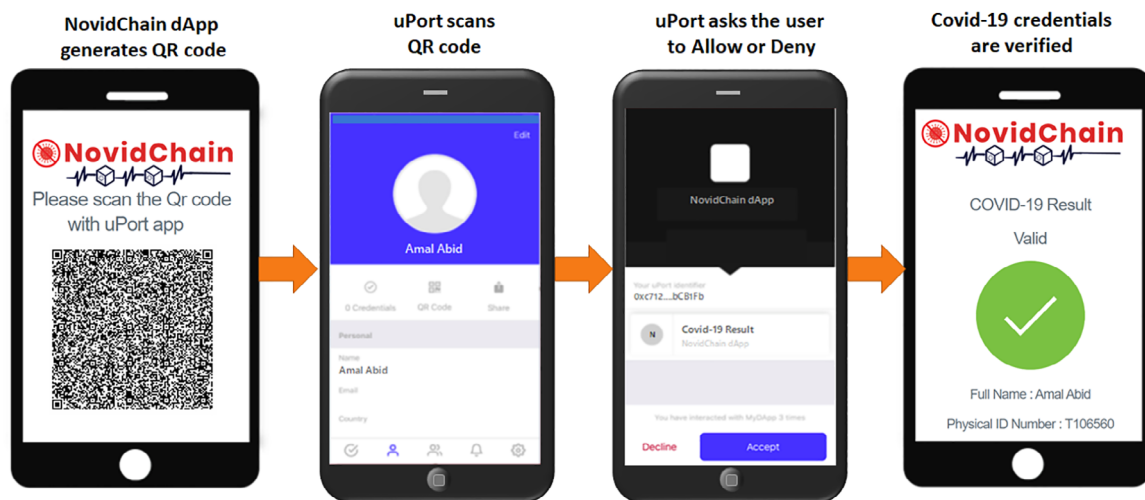 NovidChain dApp
generates QR code
NovidChain
Please scan the Qr code
with uPort app
uPort scans
QR code
Edit
Amal Abid
0 Credentials
QR Code
Share
Personal
Name
Amal Abid
Email
Country
uPort asks the user
to Allow or Deny
NovidChain dApp
Your uPort identifier
0xc712....bCB1Fb
N
Covid-19 Result
NovidChain dApp
You have interacted with MyDApp 3 times
Decline
Accept
Covid-19 credentials
are verified
NovidChain
COVID-19 Result
Valid
Full Name : Amal Abid
Physical ID Number : T106560